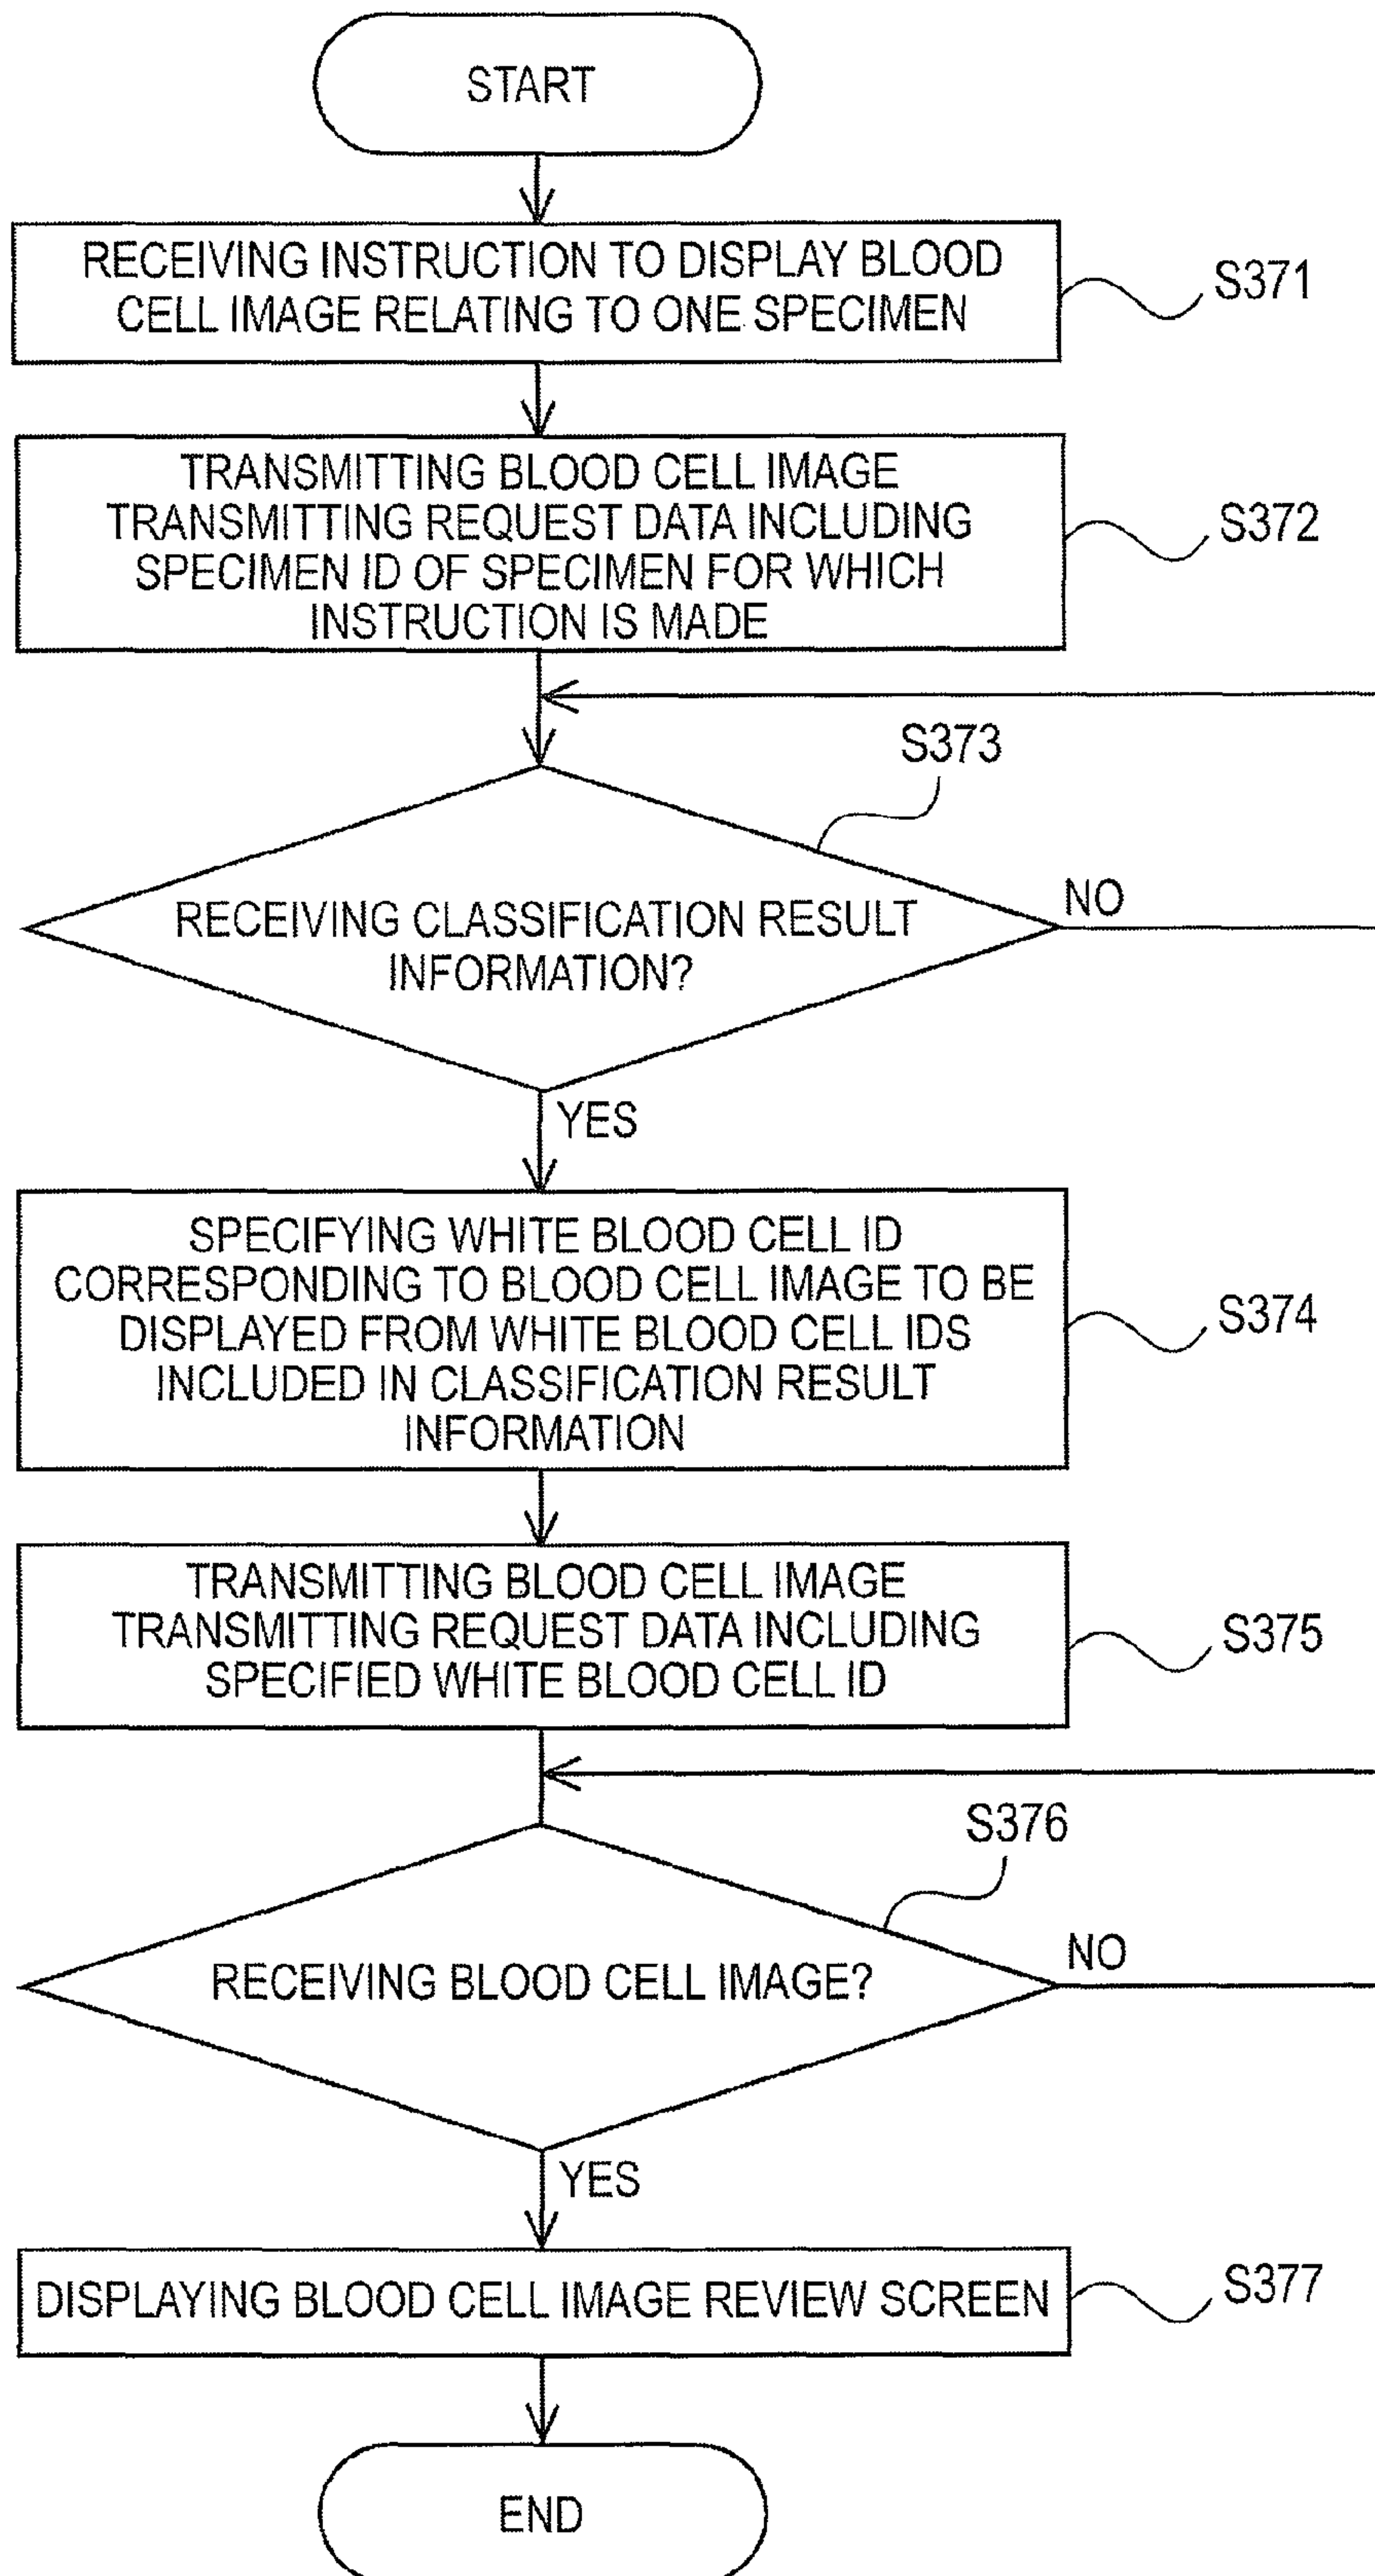 START
RECEIVING INSTRUCTION TO DISPLAY BLOOD
CELL IMAGE RELATING TO ONE SPECIMEN
S371
TRANSMITTING BLOOD CELL IMAGE
TRANSMITTING REQUEST DATA INCLUDING
SPECIMEN ID OF SPECIMEN FOR WHICH
INSTRUCTION IS MADE
S372
S373
RECEIVING CLASSIFICATION RESULT
INFORMATION?
NO
YES
SPECIFYING WHITE BLOOD CELL ID
CORRESPONDING TO BLOOD CELL IMAGE TO BE
DISPLAYED FROM WHITE BLOOD CELL IDS
INCLUDED IN CLASSIFICATION RESULT
INFORMATION
S374
TRANSMITTING BLOOD CELL IMAGE
TRANSMITTING REQUEST DATA INCLUDING
SPECIFIED WHITE BLOOD CELL ID
S375
S376
RECEIVING BLOOD CELL IMAGE?
NO
YES
DISPLAYING BLOOD CELL IMAGE REVIEW SCREEN
S377
END